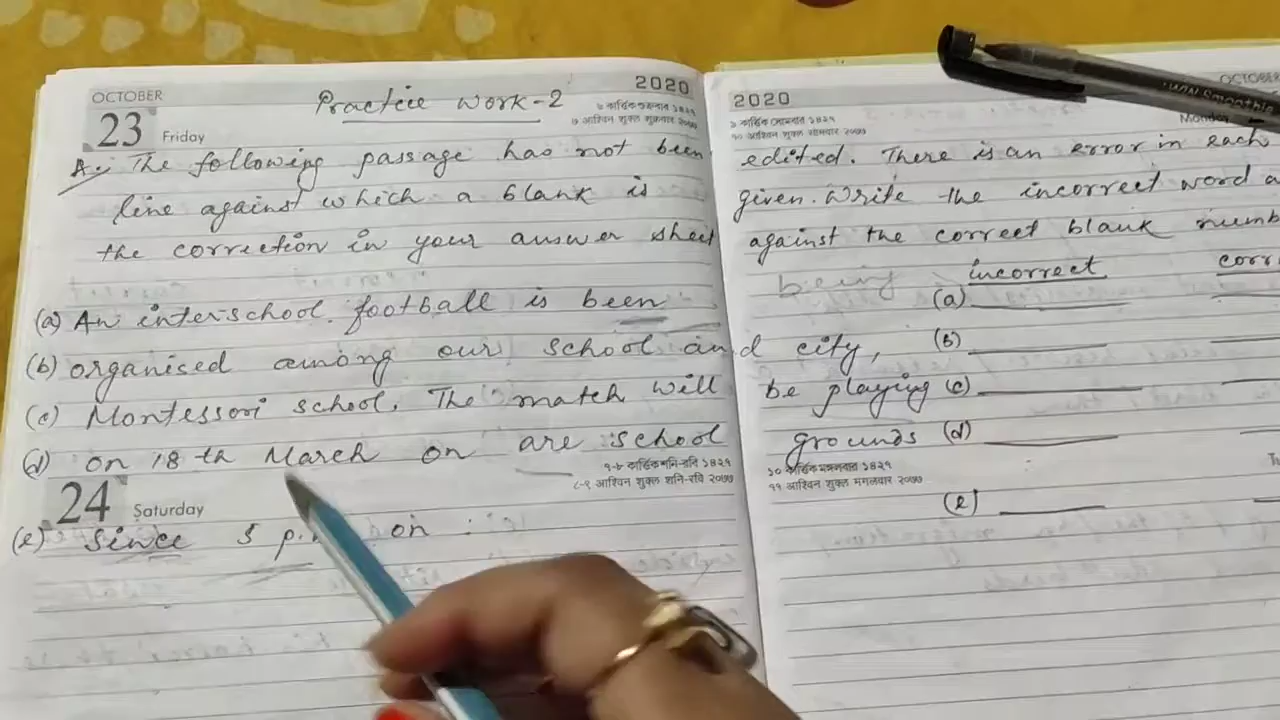 OCTOBER 2020
Practice work-2
23 Friday
A. The following passage has not been
line against which a blank is
the correction in your answer sheet
(a) An interschool football is been
(b) organised among our school and city,
(c) Montessori school. The match will be playing
(d) on 18 th March on are school grounds
24 Saturday
(e) Since 5 p. on :
2020 OCTOBER
Monday
edited. There is an error in each
given. Write the incorrect word a
against the correct blank numb
being incorrect corr
(a)
(b)
(c)
(d)
(e)